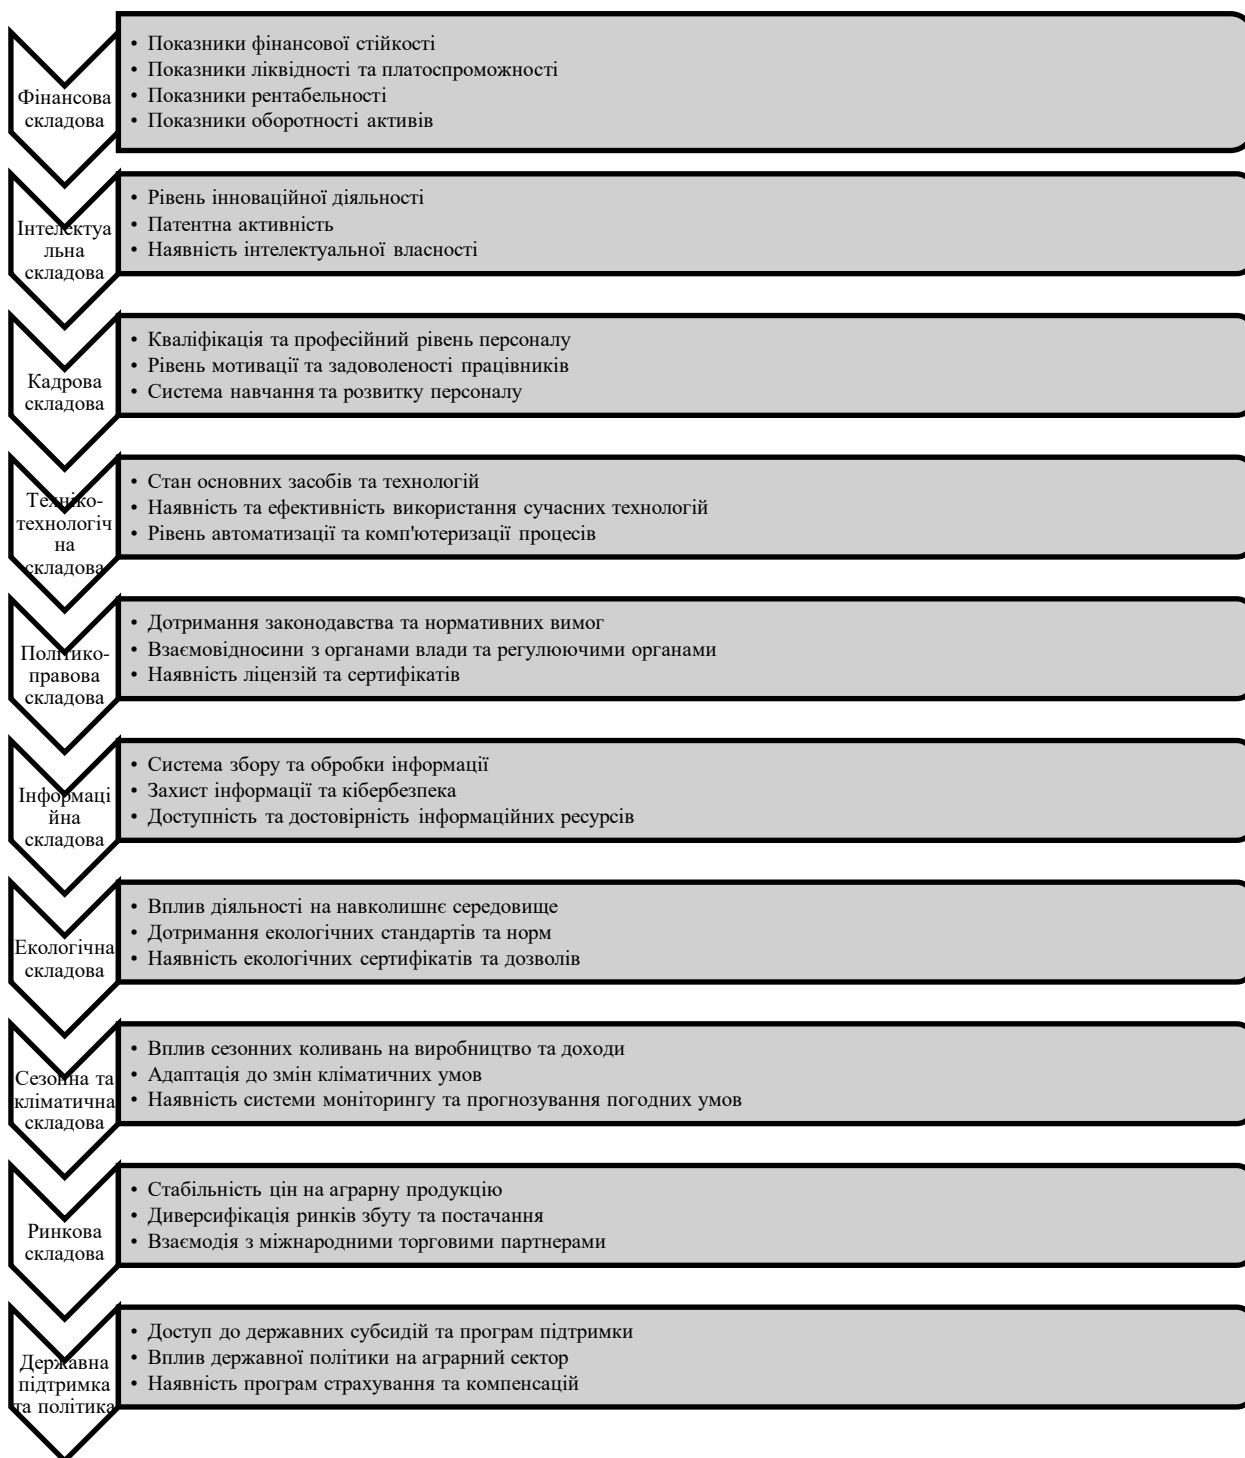 Фінансова
складова
• Показники фінансової стійкості
• Показники ліквідності та платоспроможності
• Показники рентабельності
• Показники оборотності активів
Інтелектуа
льна
складова
• Рівень інноваційної діяльності
• Патентна активність
• Наявність інтелектуальної власності
Кадрова
складова
• Кваліфікація та професійний рівень персоналу
• Рівень мотивації та задоволеності працівників
• Система навчання та розвитку персоналу
Техніко-
технологіч
на
складова
• Стан основних засобів та технологій
• Наявність та ефективність використання сучасних технологій
• Рівень автоматизації та комп'ютеризації процесів
Політико-
правова
складова
• Дотримання законодавства та нормативних вимог
• Взаємовідносини з органами влади та регулюючими органами
• Наявність ліцензій та сертифікатів
Інформаці
йна
складова
• Система збору та обробки інформації
• Захист інформації та кібербезпека
• Доступність та достовірність інформаційних ресурсів
Екологічна
складова
• Вплив діяльності на навколишнє середовище
• Дотримання екологічних стандартів та норм
• Наявність екологічних сертифікатів та дозволів
Сезонна та
кліматична
складова
• Вплив сезонних коливань на виробництво та доходи
• Адаптація до змін кліматичних умов
• Наявність системи моніторингу та прогнозування погодних умов
Ринкова
складова
• Стабільність цін на аграрну продукцію
• Диверсифікація ринків збуту та постачання
• Взаємодія з міжнародними торговими партнерами
Державна
підтримка
та політика
• Доступ до державних субсидій та програм підтримки
• Вплив державної політики на аграрний сектор
• Наявність програм страхування та компенсацій